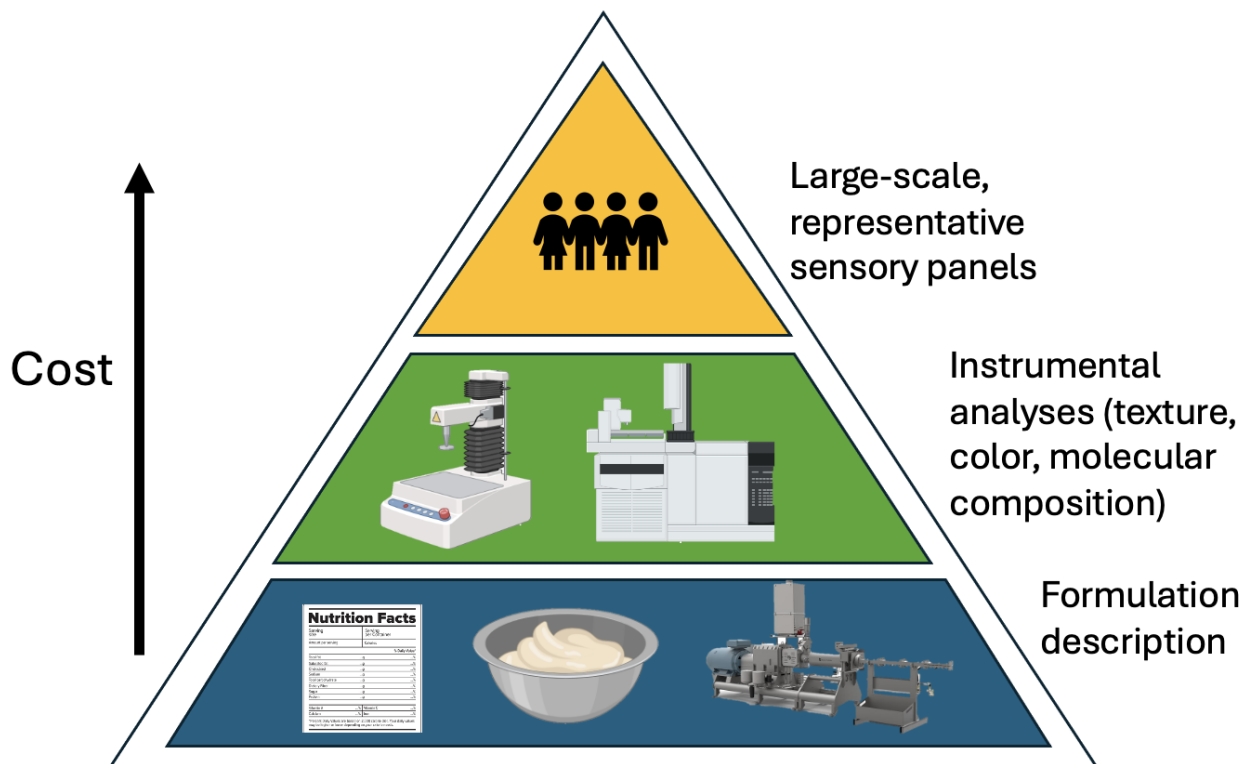 Large-scale,
representative
sensory panels
Cost
Instrumental
analyses (texture,
color, molecular
composition)
Formulation
description
Nutrition Facts